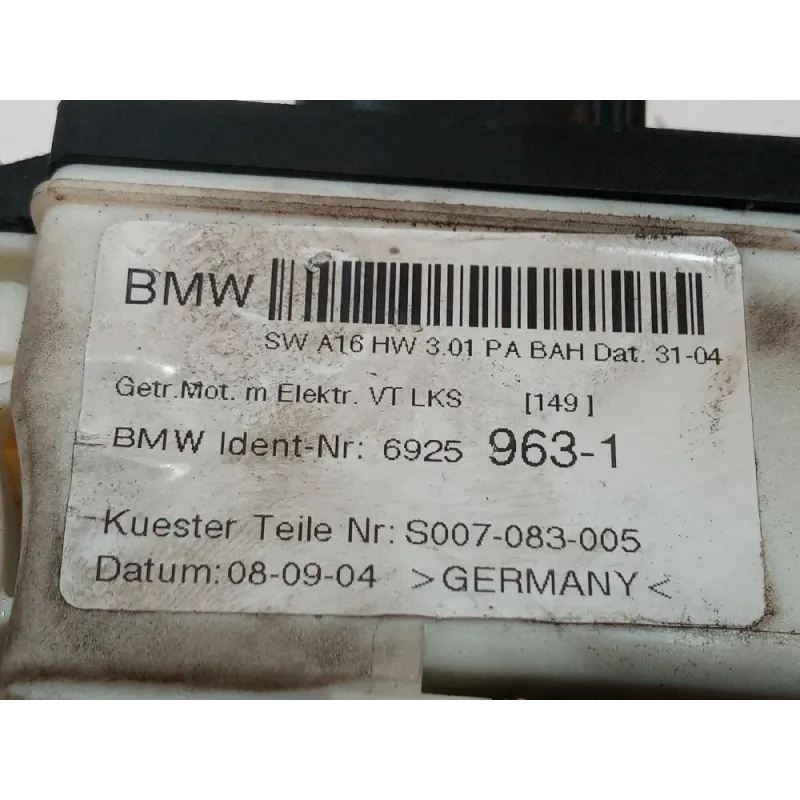 BMW
SW A16 HW 3.01 PA BAH Dat. 31-04
Getr.Mot. m Elektr. VT LKS [149]
BMW Ident-Nr: 6925 963-1
Kuester Teile Nr: S007-083-005
Datum: 08-09-04 >GERMANY<